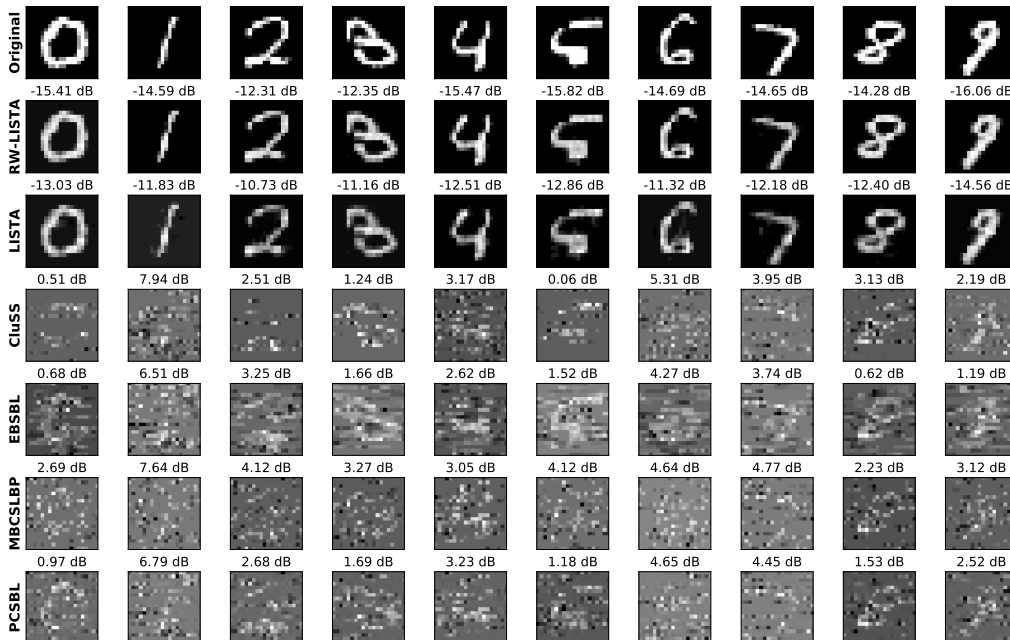 Original
-15.41 dB -14.59 dB -12.31 dB -12.35 dB -15.47 dB -15.82 dB -14.69 dB -14.65 dB -14.28 dB -16.06 dB
RW-LISTA
-13.03 dB -11.83 dB -10.73 dB -11.16 dB -12.51 dB -12.86 dB -11.32 dB -12.18 dB -12.40 dB -14.56 dB
LISTA
0.51 dB 7.94 dB 2.51 dB 1.24 dB 3.17 dB 0.06 dB 5.31 dB 3.95 dB 3.13 dB 2.19 dB
CluSS
0.68 dB 6.51 dB 3.25 dB 1.66 dB 2.62 dB 1.52 dB 4.27 dB 3.74 dB 0.62 dB 1.19 dB
EBSBL
2.69 dB 7.64 dB 4.12 dB 3.27 dB 3.05 dB 4.12 dB 4.64 dB 4.77 dB 2.23 dB 3.12 dB
MBCSLBP
0.97 dB 6.79 dB 2.68 dB 1.69 dB 3.23 dB 1.18 dB 4.65 dB 4.45 dB 1.53 dB 2.52 dB
PCSBL